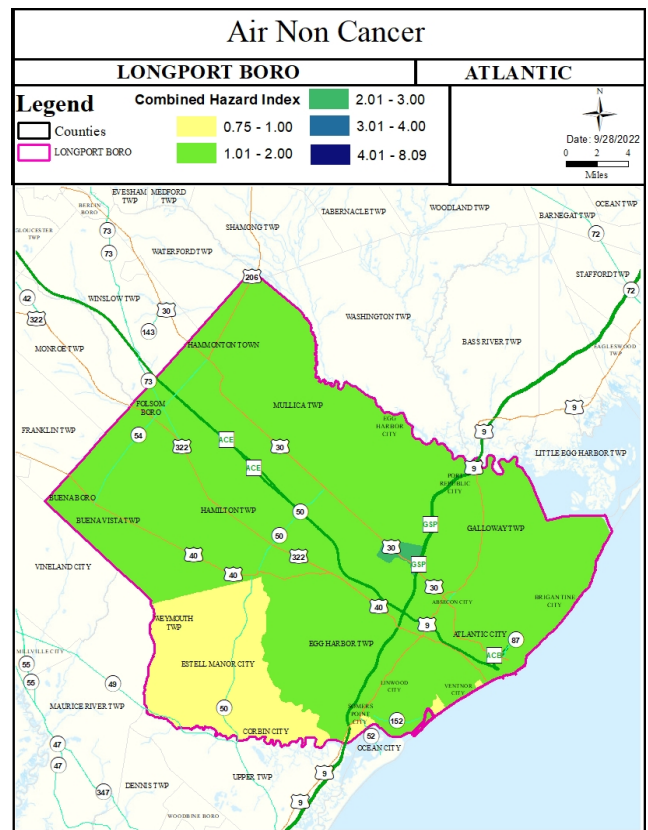 Air Non Cancer
LONGPORT BORO
ATLANTIC
Legend
Counties
LONGPORT BORO
Combined Hazard Index
0.75 - 1.00
1.01 - 2.00
2.01 - 3.00
3.01 - 4.00
4.01 - 8.09
N
Date: 9/28/2022
0 2 4
Miles
EVESHAM TWP
MEDFORD TWP
TABERNACLE TWP
WOODLAND TWP
OCEAN TWP
BARNEGAT TWP
BERLIN BORO
SHAMONG TWP
GLOUCESTER TWP
73
72
73
WATERFORD TWP
STAFFORD TWP
206
72
42
WINSLOW TWP
30
322
143
WASHINGTON TWP
BASS RIVER TWP
EAGLESWOOD TWP
MONROE TWP
HAMMONTON TOWN
73
FOLSOM BORO
MULLICA TWP
9
EGG HARBOR CITY
FRANKLIN TWP
54
322
ACE
30
9
LITTLE EGG HARBOR TWP
ACE
9
PORT REPUBLIC CITY
BUENA BORO
BUENA VISTA TWP
HAMILTON TWP
50
GSP
GALLOWAY TWP
50
322
30
40
GSP
VINELAND CITY
40
30
BRIGANTINE CITY
40
ABSECON CITY
WEYMOUTH TWP
9
ATLANTIC CITY
87
MILLVILLE CITY
EGG HARBOR TWP
ACE
55
ESTELL MANOR CITY
55
49
LINWOOD CITY
VENTNOR CITY
MAURICE RIVER TWP
50
SOMERS POINT CITY
152
CORBIN CITY
52
47
OCEAN CITY
47
UPPER TWP
9
DENNIS TWP
347
9
WOODBINE BORO